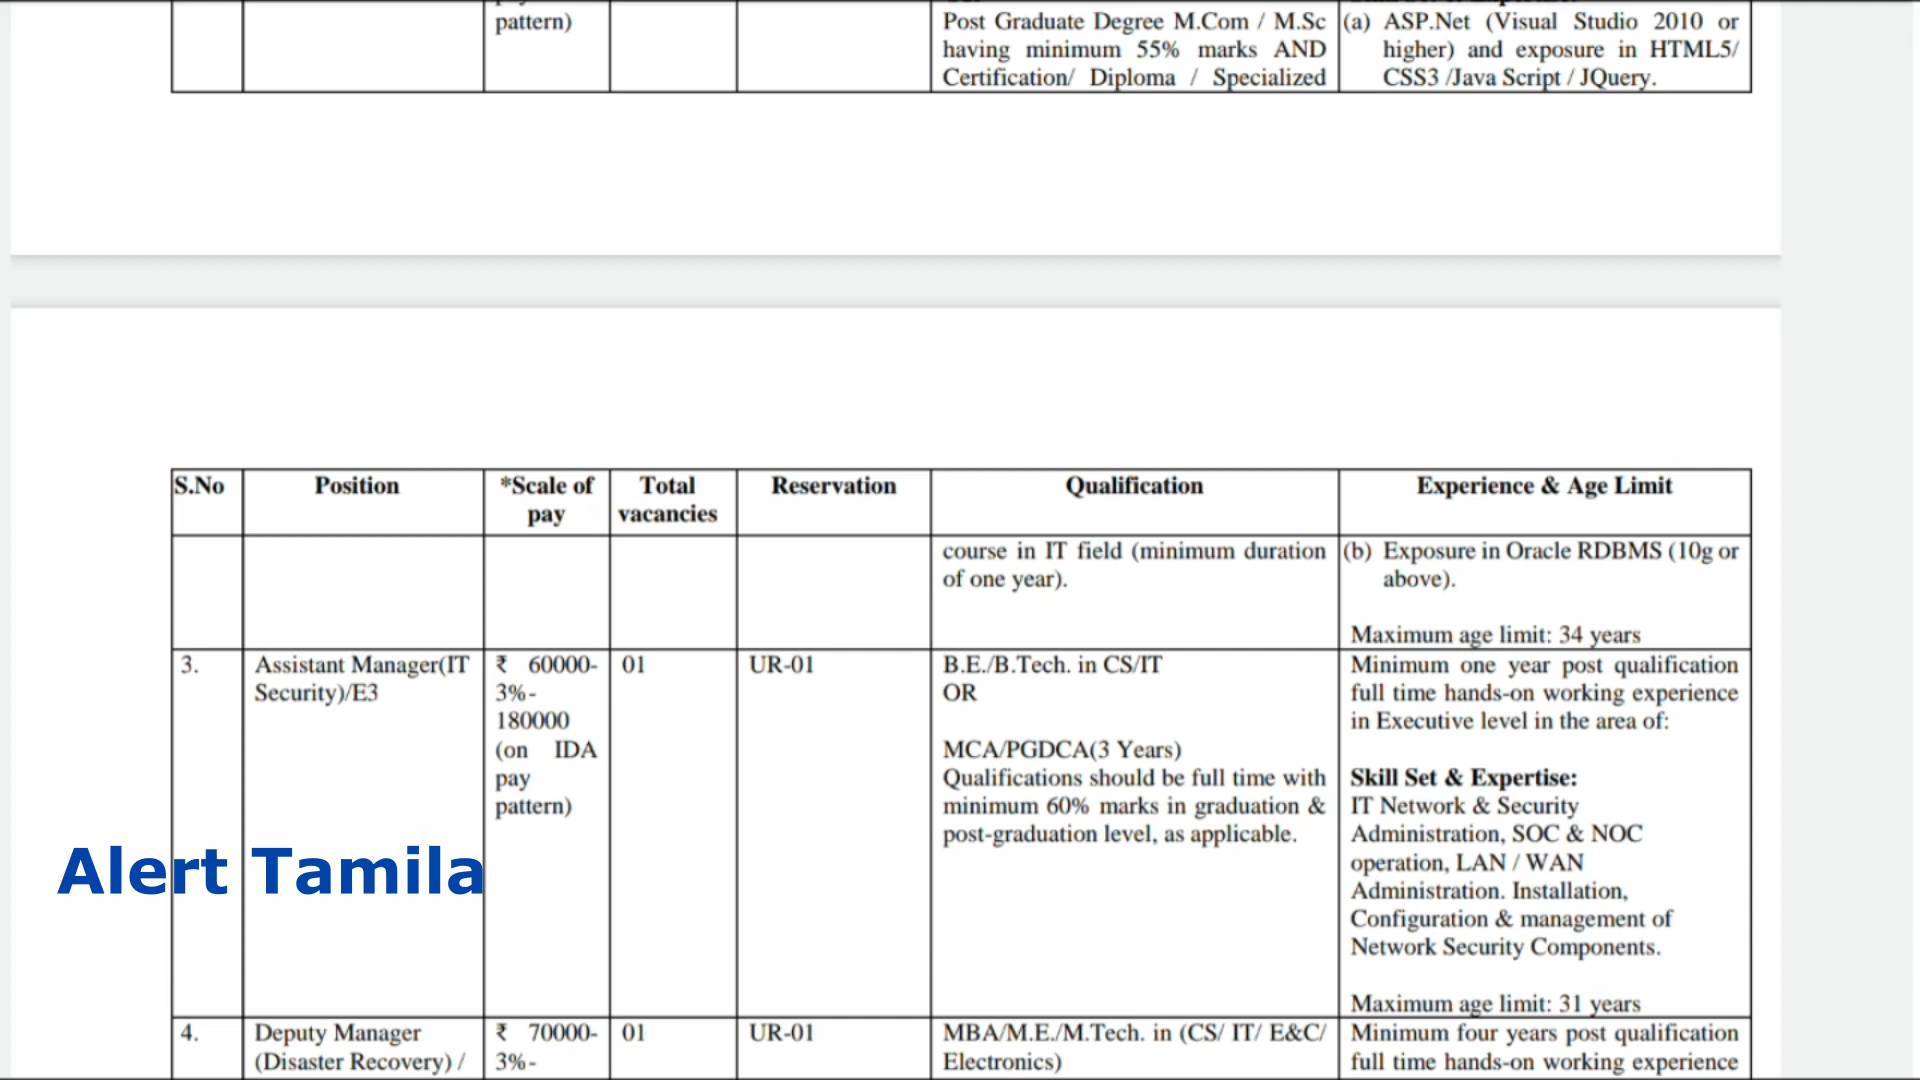 pattern)
Post Graduate Degree M.Com / M.Sc
having minimum 55% marks AND
Certification/ Diploma / Specialized
(a) ASP.Net (Visual Studio 2010 or
higher) and exposure in HTML5/
CSS3 /Java Script / JQuery.
S.No
Position
*Scale of
pay
Total
vacancies
Reservation
Qualification
Experience & Age Limit
course in IT field (minimum duration
of one year).
(b) Exposure in Oracle RDBMS (10g or
above).
Maximum age limit: 34 years
3.
Assistant Manager(IT
Security)/E3
₹ 60000-
3%-
180000
(on IDA
pay
pattern)
01
UR-01
B.E./B.Tech. in CS/IT
OR
MCA/PGDCA(3 Years)
Qualifications should be full time with
minimum 60% marks in graduation &
post-graduation level, as applicable.
Minimum one year post qualification
full time hands-on working experience
in Executive level in the area of:
Skill Set & Expertise:
IT Network & Security
Administration, SOC & NOC
operation, LAN / WAN
Administration. Installation,
Configuration & management of
Network Security Components.
Maximum age limit: 31 years
Alert Tamila
4.
Deputy Manager
(Disaster Recovery) /
₹ 70000-
3%-
01
UR-01
MBA/M.E./M.Tech. in (CS/ IT/ E&C/
Electronics)
Minimum four years post qualification
full time hands-on working experience